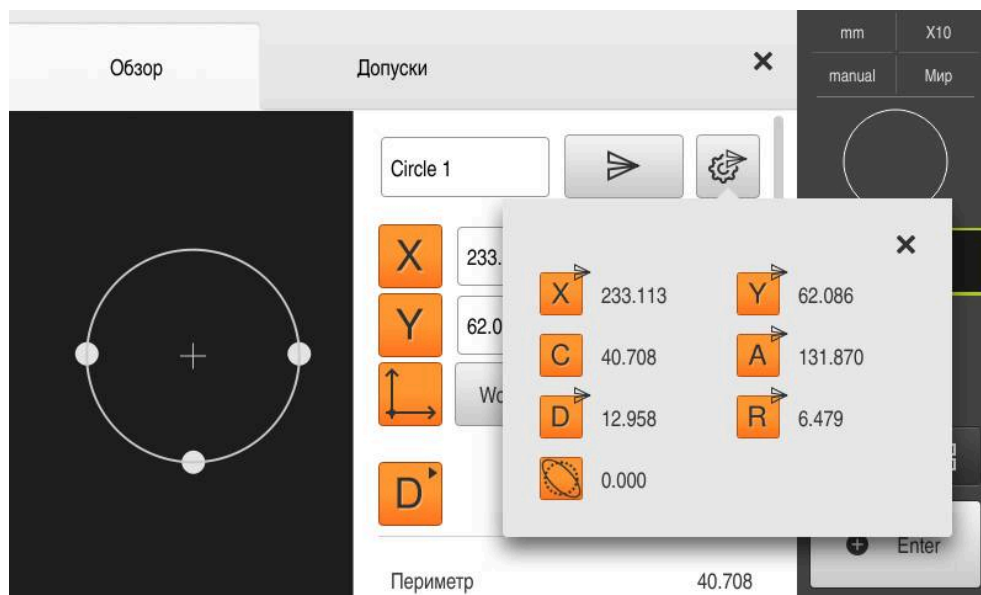 Обзор
Допуски
mm X10
manual Мир
Circle 1
X 233.
Y 62.0
Wo
D
Периметр 40.708
X 233.113 Y 62.086
C 40.708 A 131.870
D 12.958 R 6.479
0.000
Enter